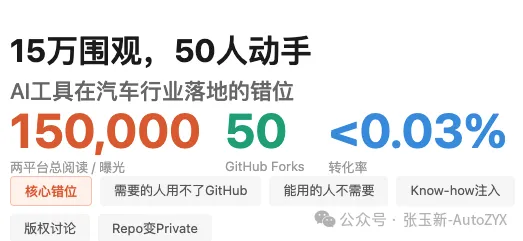 15万围观，50人动手
AI工具在汽车行业落地的错位
150,000 50 <0.03%
两平台总阅读 / 曝光 GitHub Forks 转化率
核心错位 需要的人用不了GitHub 能用的人不需要 Know-how注入
版权讨论 Repo变Private
公众号 · 张玉新-AutoZYX